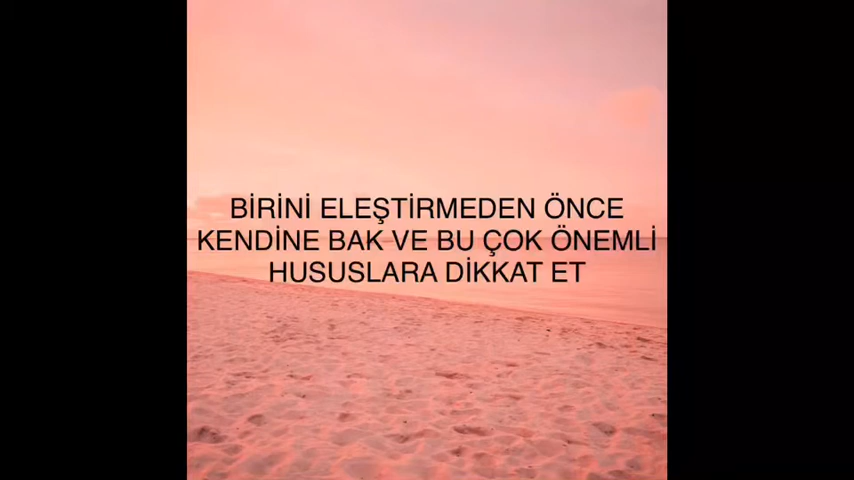 BİRİNİ ELEŞTİRMEDEN ÖNCE
KENDİNE BAK VE BU ÇOK ÖNEMLİ
HUSUSLARA DİKKAT ET